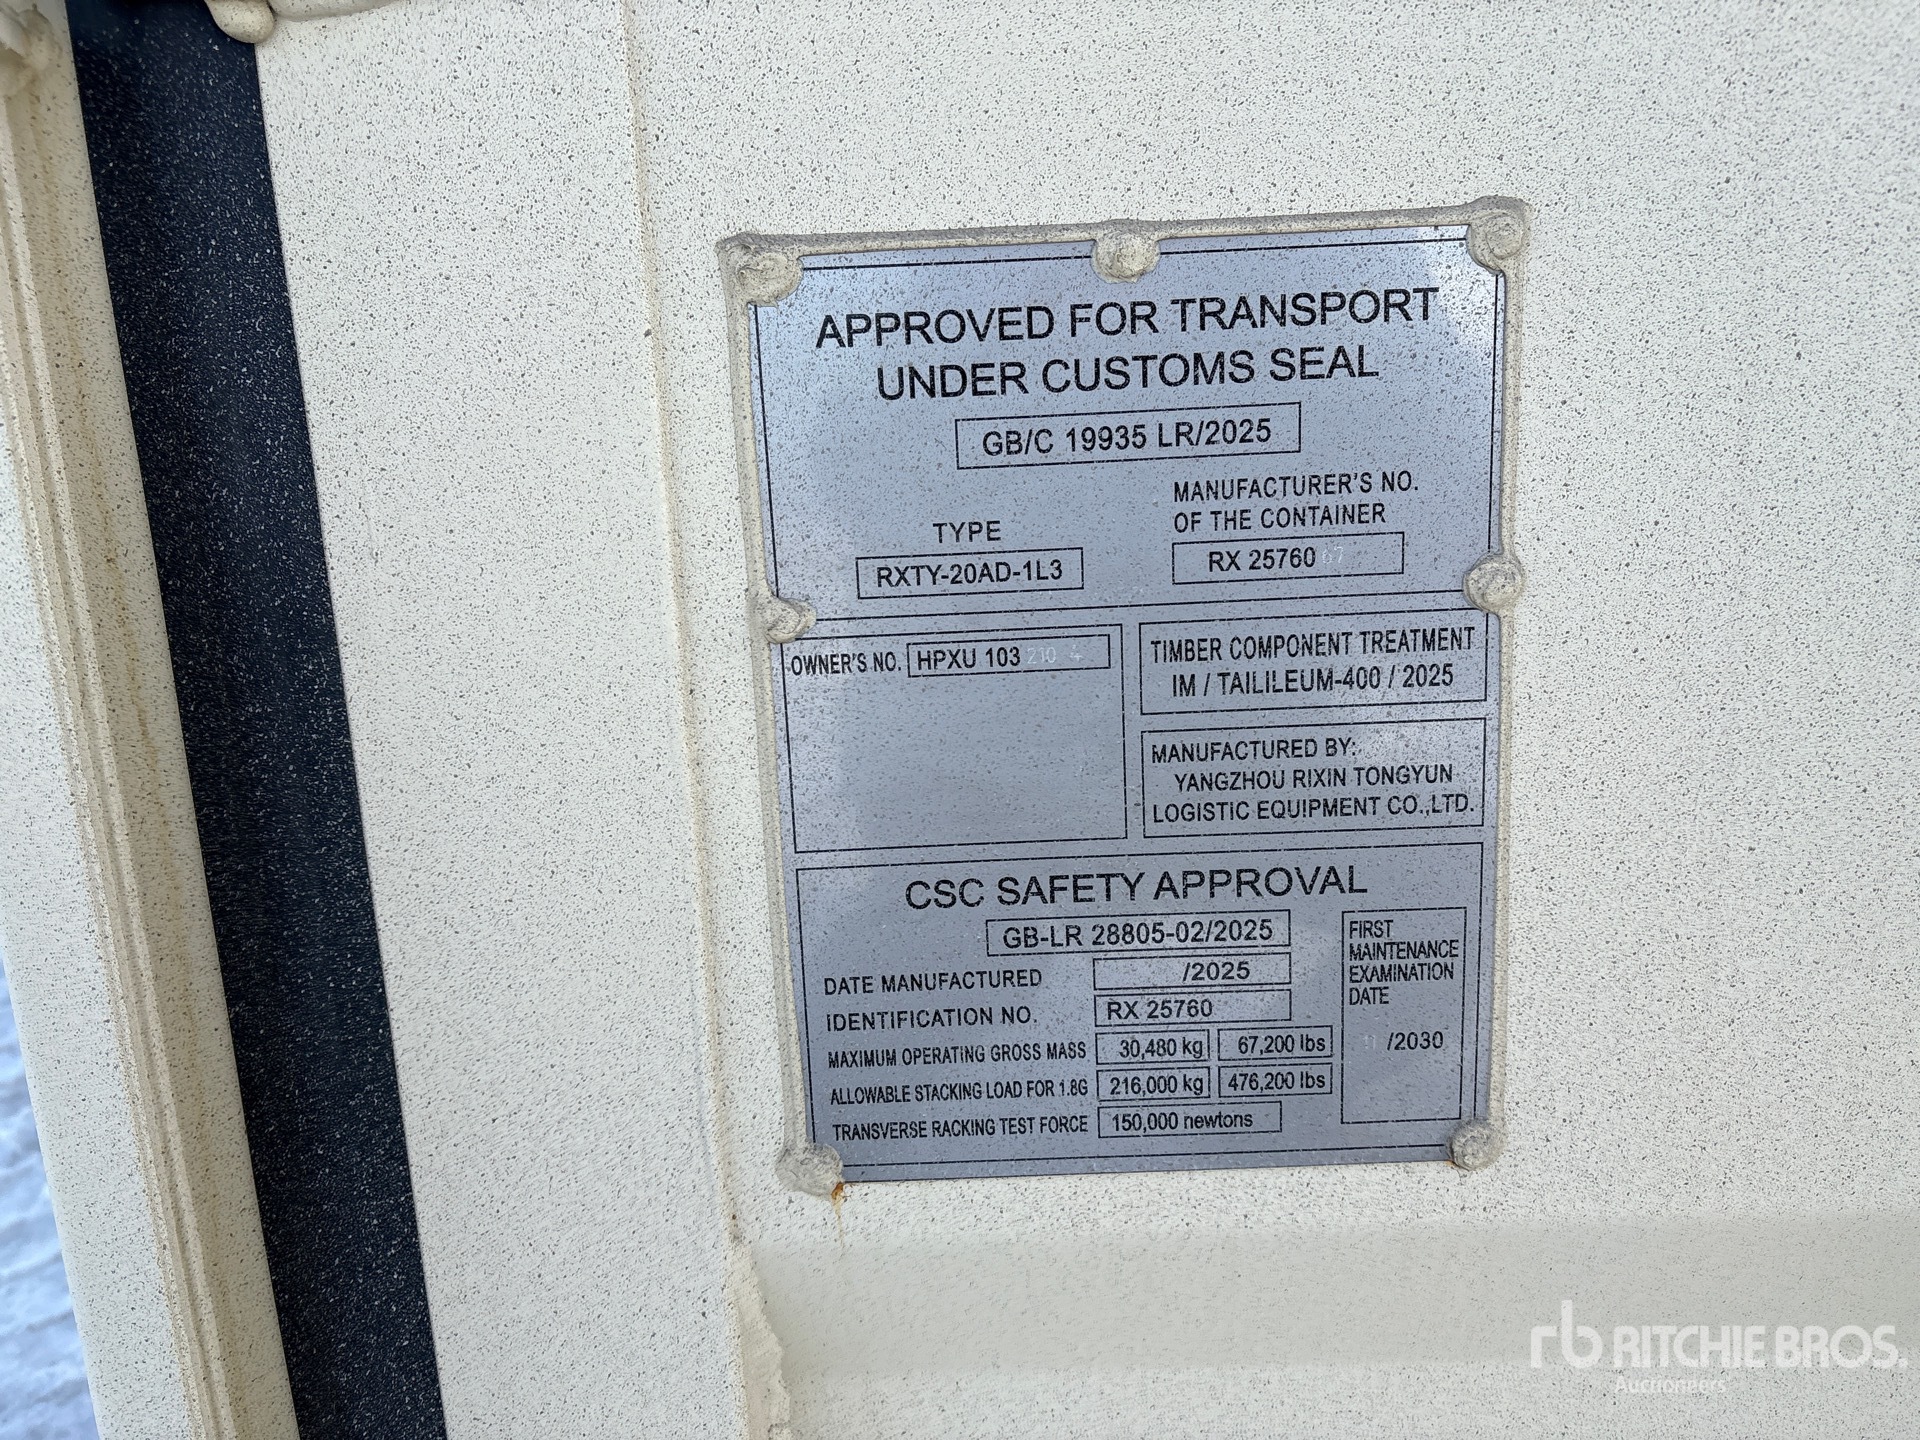 APPROVED FOR TRANSPORT
UNDER CUSTOMS SEAL
GB/C 19935 LR/2025
TYPE
RXTY-20AD-1L3
MANUFACTURER'S NO.
OF THE CONTAINER
RX 25760
OWNER'S NO. HPXU 103 210 4
TIMBER COMPONENT TREATMENT
IM / TAILILEUM-400 / 2025
MANUFACTURED BY:
YANGZHOU RIXIN TONGYUN
LOGISTIC EQUIPMENT CO.,LTD.
CSC SAFETY APPROVAL
GB-LR 28805-02/2025
DATE MANUFACTURED /2025
IDENTIFICATION NO. RX 25760
MAXIMUM OPERATING GROSS MASS 30,480 kg 67,200 lbs
ALLOWABLE STACKING LOAD FOR 1.8G 216,000 kg 476,200 lbs
TRANSVERSE RACKING TEST FORCE 150,000 newtons
FIRST
MAINTENANCE
EXAMINATION
DATE
/2030
rb RITCHIE BROS.
Auctioneers